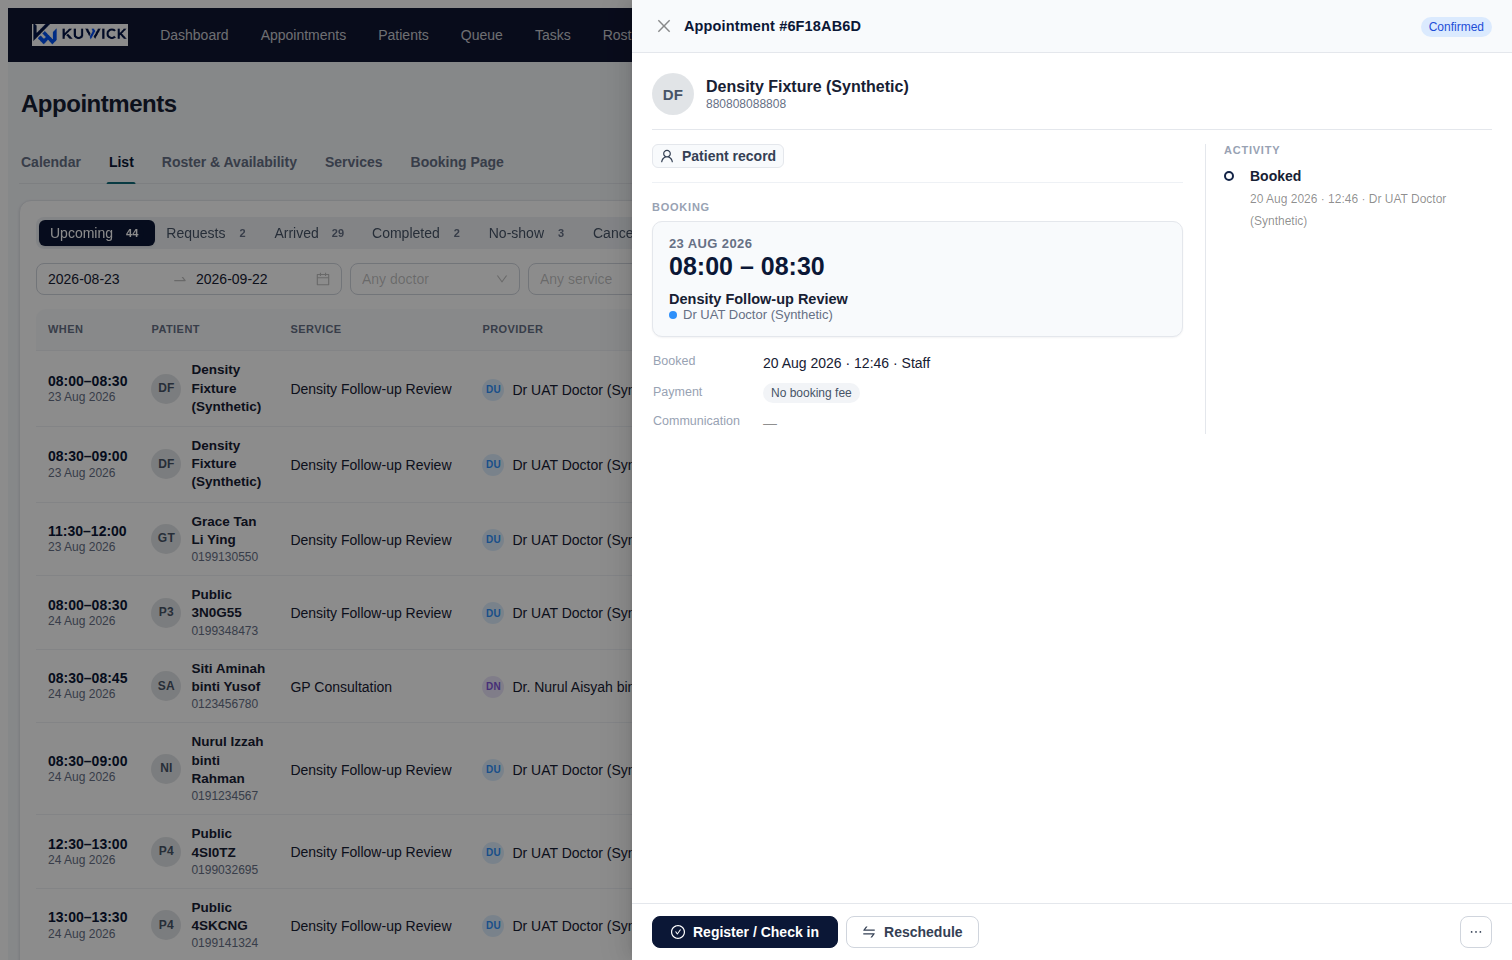 KUWICK
Dashboard
Appointments
Patients
Queue
Tasks
Appointments
Calendar
List
Roster & Availability
Services
Booking Page
Upcoming 44
Requests 2
Arrived 29
Completed 2
No-show 3
2026-08-23
2026-09-22
Any doctor
Any service
WHEN
PATIENT
SERVICE
PROVIDER
08:00–08:30
23 Aug 2026
DF
Density
Fixture
(Synthetic)
Density Follow-up Review
DU
Dr UAT Doctor
08:30–09:00
23 Aug 2026
DF
Density
Fixture
(Synthetic)
Density Follow-up Review
DU
Dr UAT Doctor
11:30–12:00
23 Aug 2026
GT
Grace Tan
Li Ying
0199130550
Density Follow-up Review
DU
Dr UAT Doctor
08:00–08:30
24 Aug 2026
P3
Public
3N0G55
0199348473
Density Follow-up Review
DU
Dr UAT Doctor
08:30–08:45
24 Aug 2026
SA
Siti Aminah
binti Yusof
0123456780
GP Consultation
DN
Dr. Nurul Aisyah
08:30–09:00
24 Aug 2026
NI
Nurul Izzah
binti
Rahman
0191234567
Density Follow-up Review
DU
Dr UAT Doctor
12:30–13:00
24 Aug 2026
P4
Public
4SI0TZ
0199032695
Density Follow-up Review
DU
Dr UAT Doctor
13:00–13:30
24 Aug 2026
P4
Public
4SKCNG
0199141324
Density Follow-up Review
DU
Dr UAT Doctor
Appointment #6F18AB6D
Confirmed
DF
Density Fixture (Synthetic)
880808088808
Patient record
BOOKING
23 AUG 2026
08:00 – 08:30
Density Follow-up Review
Dr UAT Doctor (Synthetic)
Booked 20 Aug 2026 · 12:46 · Staff
Payment No booking fee
Communication —
ACTIVITY
Booked
20 Aug 2026 · 12:46 · Dr UAT Doctor
(Synthetic)
Register / Check in
Reschedule